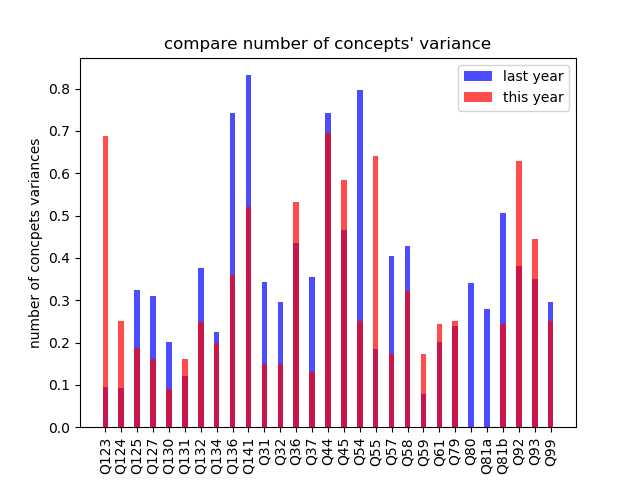 compare number of concepts' variance
last year
this year
number of concpets variances
0.8
0.7
0.6
0.5
0.4
0.3
0.2
0.1
0.0
Q123
Q124
Q125
Q127
Q130
Q131
Q132
Q134
Q136
Q141
Q31
Q32
Q36
Q37
Q44
Q45
Q54
Q55
Q57
Q58
Q59
Q61
Q79
Q80
Q81a
Q81b
Q92
Q93
Q99